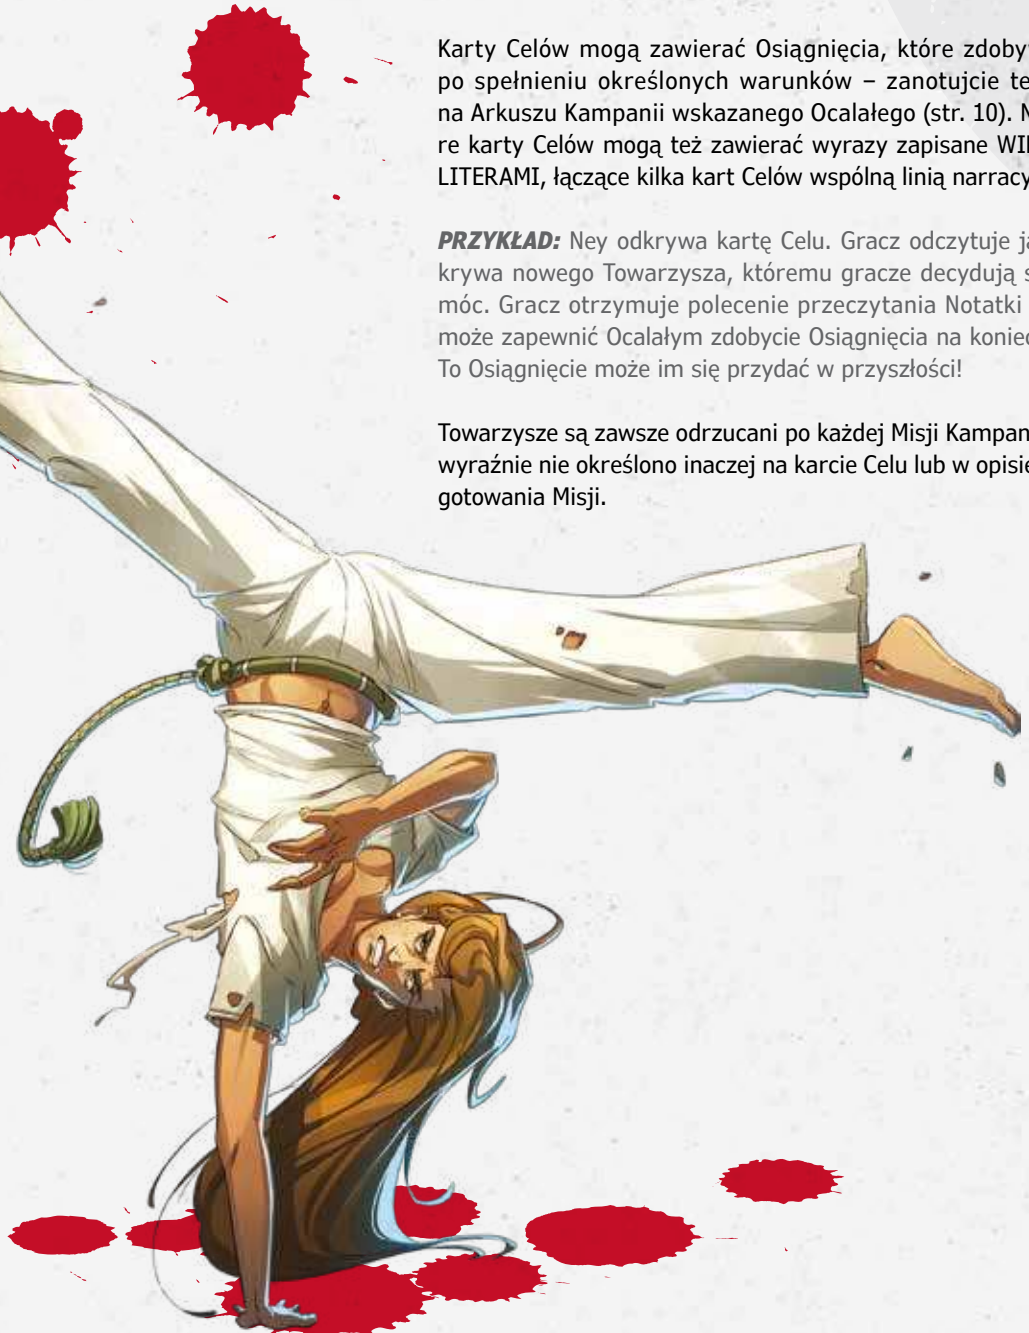 Karty Celów mogą zawierać Osiągnięcia, które zdoby
po spełnieniu określonych warunków – zanotujcie te
na Arkuszu Kampanii wskazanego Ocalałego (str. 10). N
re karty Celów mogą też zawierać wyrazy zapisane WI
LITERAMI, łączące kilka kart Celów wspólną linią narracy
PRZYKŁAD: Ney odkrywa kartę Celu. Gracz odczytuje ja
krywa nowego Towarzysza, któremu gracze decydują s
móc. Gracz otrzymuje polecenie przeczytania Notatki
może zapewnić Ocalałym zdobycie Osiągnięcia na koniec
To Osiągnięcie może im się przydać w przyszłości!
Towarzysze są zawsze odrzucani po każdej Misji Kampan
wyraźnie nie określono inaczej na karcie Celu lub w opisie
gotowania Misji.